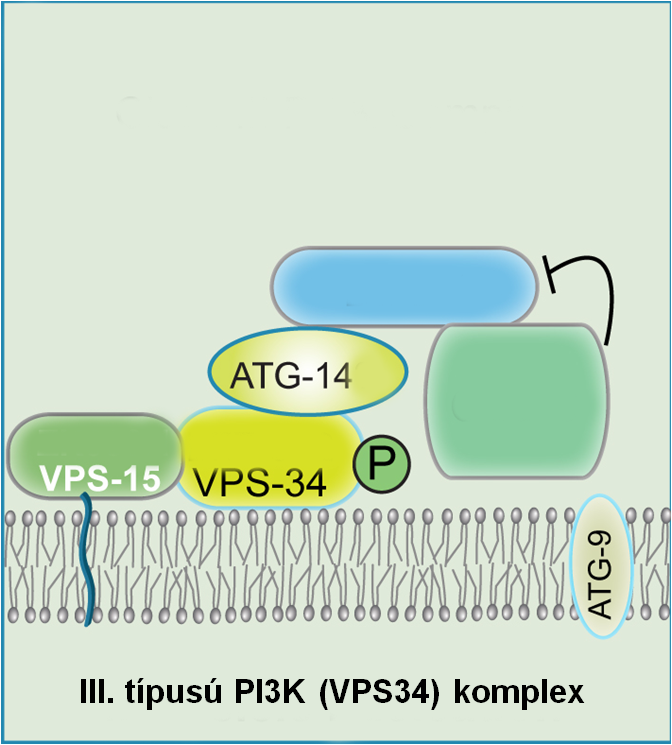 ATG-14
VPS-15
VPS-34
P
ATG-9
III. típusú PI3K (VPS34) komplex